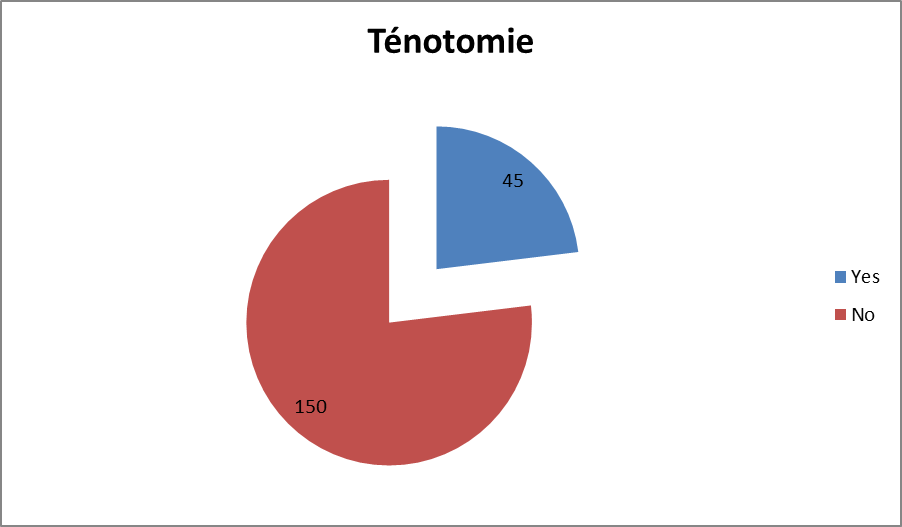 Ténotomie
45
150
Yes
No